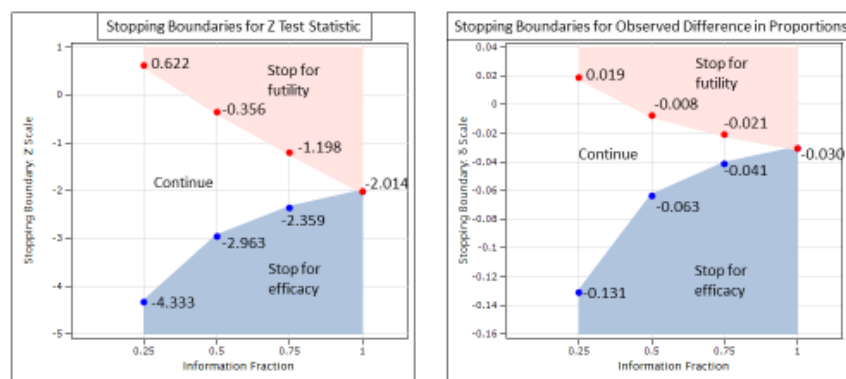 Stopping Boundaries for Z Test Statistic
Stopping Boundary: Z Scale
1
0
-1
-2
-3
-4
-5
0.622
Stop for
futility
-0.356
-1.198
Continue
-2.014
-2.359
-2.963
Stop for
efficacy
-4.333
0.25
0.5
0.75
1
Information Fraction
Stopping Boundaries for Observed Difference in Proportions
Stopping Boundary: δ Scale
0.04
0.02
0
-0.02
-0.04
-0.06
-0.08
-0.1
-0.12
-0.14
-0.16
0.019
Stop for
futility
-0.008
-0.021
Continue
-0.030
-0.041
-0.063
Stop for
efficacy
-0.131
0.25
0.5
0.75
1
Information Fraction